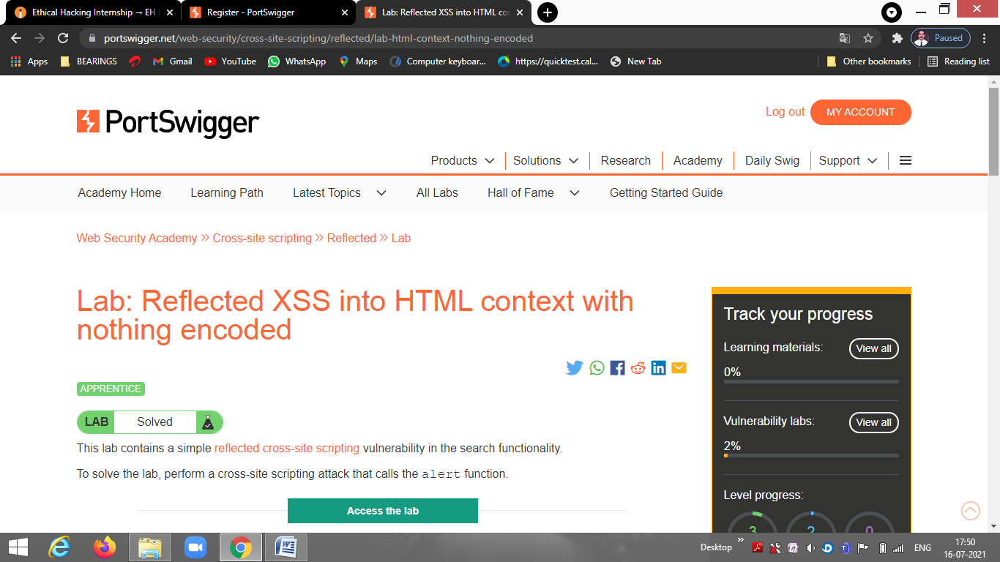 Ethical Hacking Internship → EH
Register - PortSwigger
Lab: Reflected XSS into HTML con
portswigger.net/web-security/cross-site-scripting/reflected/lab-html-context-nothing-encoded
Paused
Apps
BEARINGS
Gmail
YouTube
WhatsApp
Maps
Computer keyboar...
https://quicktest.cal...
New Tab
Other bookmarks
Reading list
PortSwigger
Log out
MY ACCOUNT
Products
Solutions
Research
Academy
Daily Swig
Support
Academy Home
Learning Path
Latest Topics
All Labs
Hall of Fame
Getting Started Guide
Web Security Academy » Cross-site scripting » Reflected » Lab
Lab: Reflected XSS into HTML context with
nothing encoded
APPRENTICE
LAB
Solved
This lab contains a simple reflected cross-site scripting vulnerability in the search functionality.
To solve the lab, perform a cross-site scripting attack that calls the alert function.
Access the lab
Track your progress
Learning materials:
View all
0%
Vulnerability labs:
View all
2%
Level progress:
3
2
0
Desktop
ENG
17:50
16-07-2021